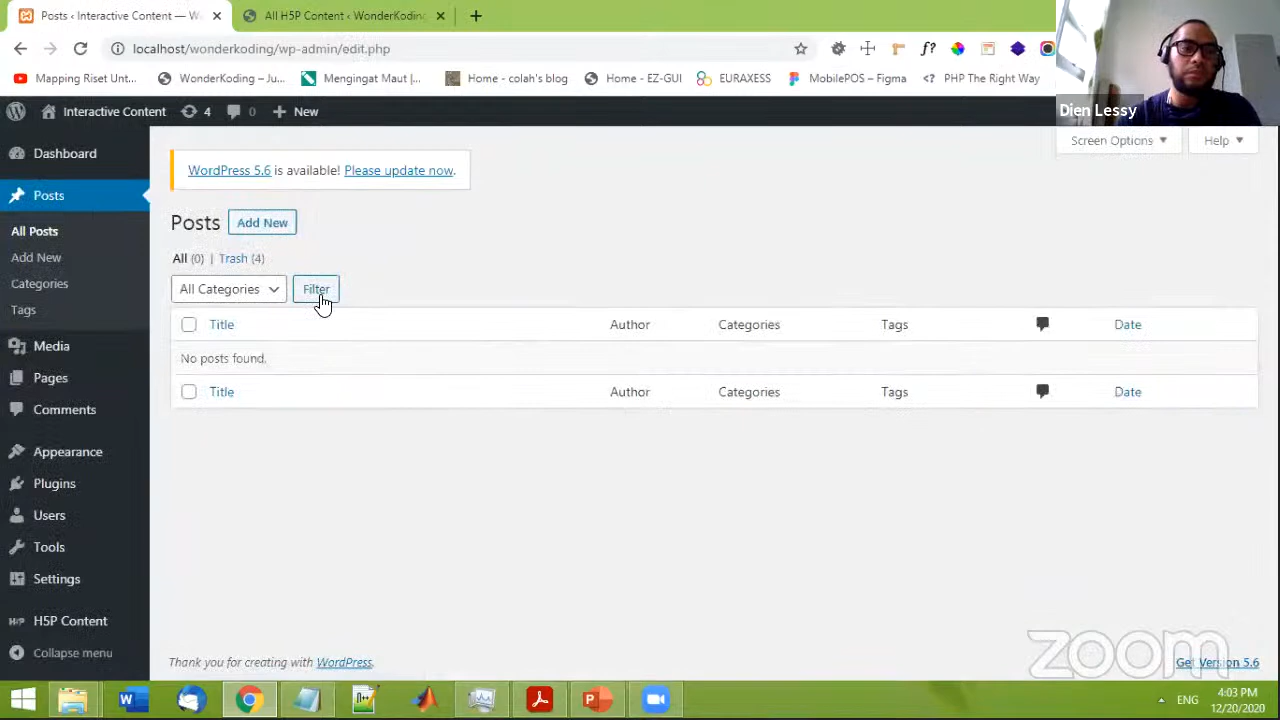 Posts ‹ Interactive Content — W
All H5P Content ‹ WonderKoding
localhost/wonderkoding/wp-admin/edit.php
f?
Mapping Riset Unt...
WonderKoding – Ju...
Mengingat Maut |...
Home - colah's blog
Home - EZ-GUI
EURAXESS
MobilePOS – Figma
<? PHP The Right Way
Dien Lessy
Interactive Content
4
0
New
Screen Options
Help
Dashboard
Posts
All Posts
Add New
Categories
Tags
Media
Pages
Comments
Appearance
Plugins
Users
Tools
Settings
H5P H5P Content
Collapse menu
WordPress 5.6 is available! Please update now.
Posts Add New
All (0) | Trash (4)
All Categories Filter
Title Author Categories Tags Date
No posts found.
Title Author Categories Tags Date
Thank you for creating with WordPress.
zoom
Get Version 5.6
ENG
4:03 PM
12/20/2020